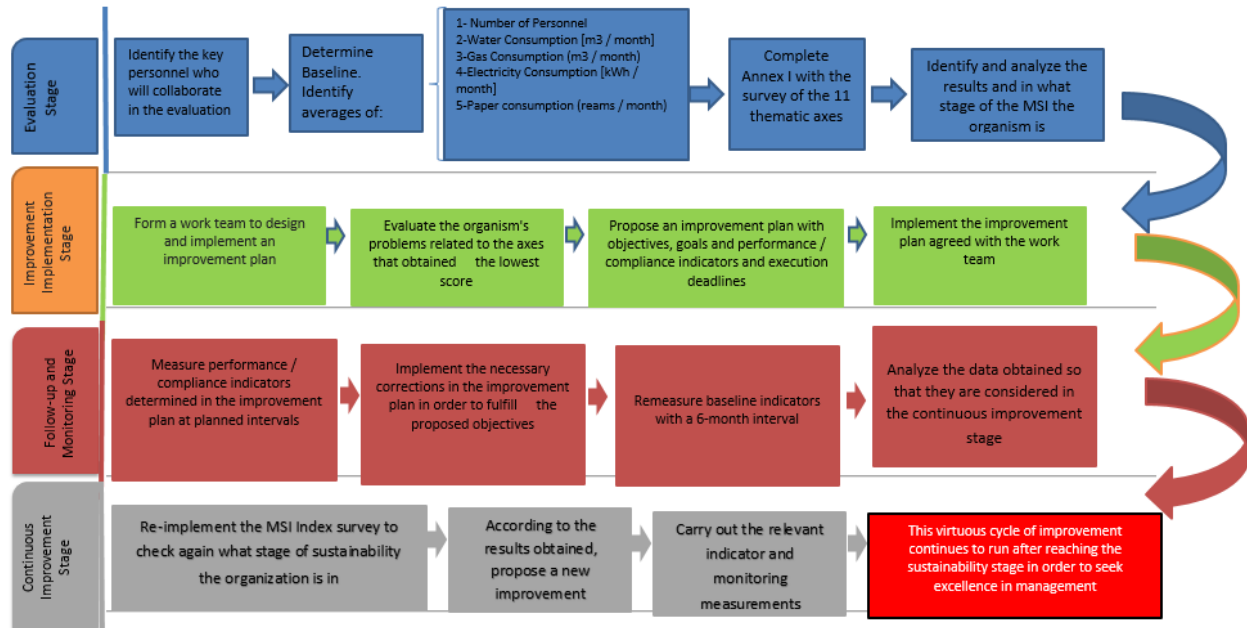 Evaluation
Stage
Identify the key
personnel who
will collaborate
in the evaluation
Determine
Baseline.
Identify
averages of:
1- Number of Personnel
2-Water Consumption [m3 / month]
3-Gas Consumption (m3 / month)
4-Electricity Consumption [kWh /
month]
5-Paper consumption (reams / month)
Complete
Annex I with the
survey of the 11
thematic axes
Identify and analyze the
results and in what
stage of the MSI the
organism is
Improvement
Implementation
Stage
Form a work team to design
and implement an
improvement plan
Evaluate the organism's
problems related to the axes
that obtained the lowest
score
Propose an improvement plan with
objectives, goals and performance /
compliance indicators and execution
deadlines
Implement the improvement
plan agreed with the work
team
Follow-up and
Monitoring Stage
Measure performance /
compliance indicators
determined in the improvement
plan at planned intervals
Implement the necessary
corrections in the improvement
plan in order to fulfill the
proposed objectives
Remeasure baseline indicators
with a 6-month interval
Analyze the data obtained so
that they are considered in
the continuous improvement
stage
Continuous
Improvement
Stage
Re-implement the MSI Index survey to
check again what stage of sustainability
the organization is in
According to the
results obtained,
propose a new
improvement
Carry out the relevant
indicator and
monitoring
measurements
This virtuous cycle of improvement
continues to run after reaching the
sustainability stage in order to seek
excellence in management